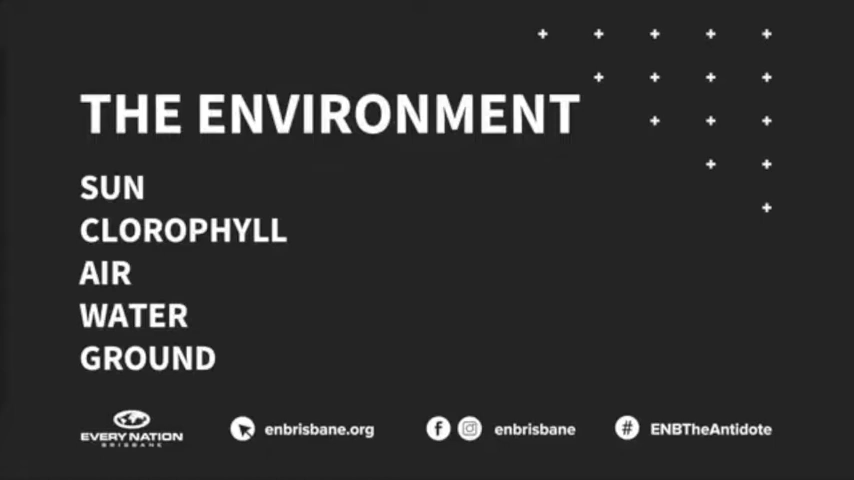 THE ENVIRONMENT
SUN
CLOROPHYLL
AIR
WATER
GROUND
EVERY NATION
BRISBANE
enbrisbane.org
f
enbrisbane
#
ENBTheAntidote